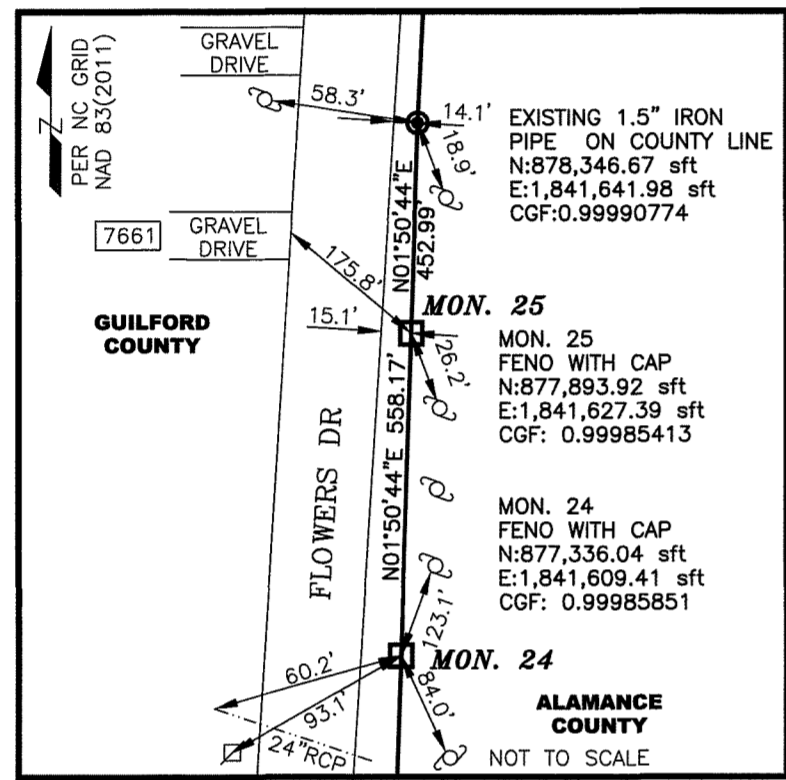 GRAVEL
DRIVE
PER NC GRID
NAD 83(2011)
Z
58.3'
14.1'
18.9'
EXISTING 1.5" IRON
PIPE ON COUNTY LINE
N:878,346.67 sft
E:1,841,641.98 sft
CGF:0.99990774
N01°50'44"E
452.99'
7661
GRAVEL
DRIVE
175.8'
GUILFORD
COUNTY
15.1'
MON. 25
26.2'
MON. 25
FENO WITH CAP
N:877,893.92 sft
E:1,841,627.39 sft
CGF: 0.99985413
N01°50'44"E 558.17'
FLOWERS DR
MON. 24
FENO WITH CAP
N:877,336.04 sft
E:1,841,609.41 sft
CGF: 0.99985851
123.1'
MON. 24
60.2'
93.1'
84.0'
24"RCP
ALAMANCE
COUNTY
NOT TO SCALE